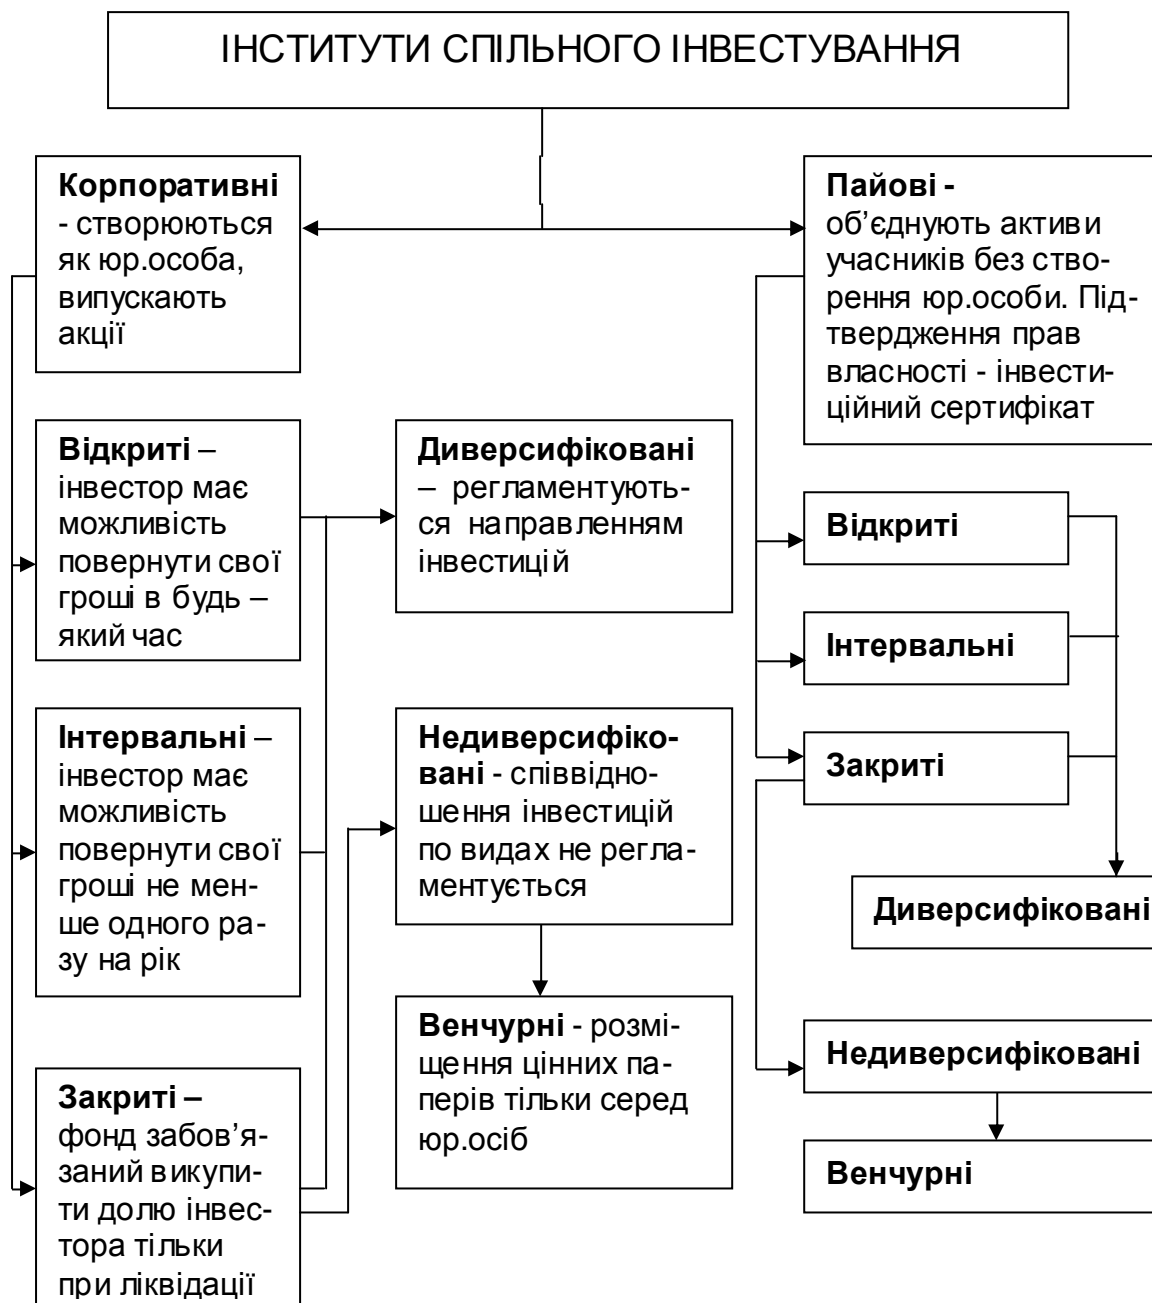 ІНСТИТУТИ СПІЛЬНОГО ІНВЕСТУВАННЯ
Корпоративні
- створюються
як юр.особа,
випускають
акції
Пайові -
об’єднують активи
учасників без ство-
рення юр.особи. Під-
твердження прав
власності - інвести-
ційний сертифікат
Відкриті –
інвестор має
можливість
повернути свої
гроші в будь –
який час
Диверсифіковані
– регламентують-
ся направленням
інвестицій
Відкриті
Інтервальні
Закриті
Інтервальні –
інвестор має
можливість
повернути свої
гроші не мен-
ше одного ра-
зу на рік
Недиверсифіко-
вані - співвідно-
шення інвестицій
по видах не регла-
ментується
Диверсифіковані
Венчурні - розмі-
щення цінних па-
перів тільки серед
юр.осіб
Недиверсифіковані
Венчурні
Закриті –
фонд забов’я-
заний викупи-
ти долю інвес-
тора тільки
при ліквідації